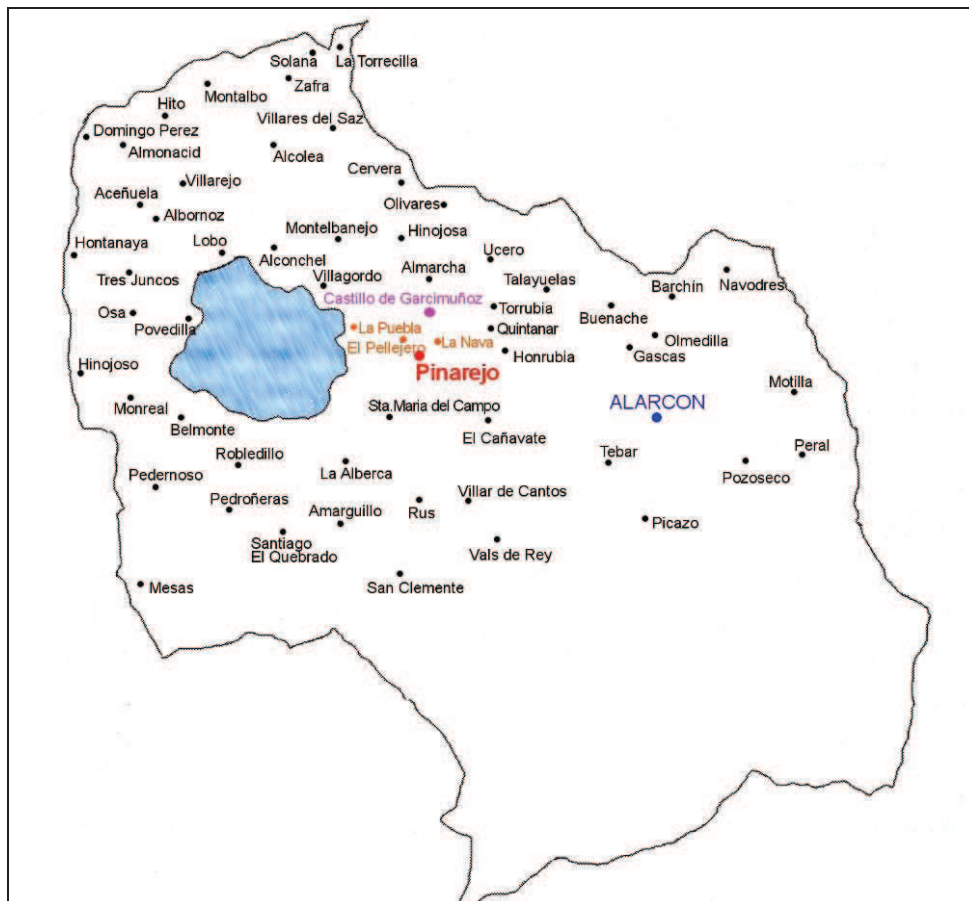 Solana
La Torrecilla
Zafra
Montalbo
Hito
Villares del Saz
Domingo Perez
Almonacid
Alcolea
Cervera
Villarejo
Aceñuela
Olivares
Albornoz
Montelbanejo
Hinojosa
Hontanaya
Lobo
Ucero
Alconchel
Almarcha
Tres Juncos
Villagordo
Talayuelas
Barchín
Navodres
Castillo de Garcimuñoz
Osa
Torrubia
Buenache
Povedilla
La Puebla
Quintanar
El Pellejero
La Nava
Olmedilla
Honrubia
Gascas
Hinojoso
Pinarejo
Motilla
Monreal
Sta.Maria del Campo
ALARCON
Belmonte
El Cañavate
Robledillo
Tebar
Peral
La Alberca
Pozoseco
Pedernoso
Pedroñeras
Villar de Cantos
Amarguillo
Rus
Picazo
Santiago
El Quebrado
Vals de Rey
Mesas
San Clemente